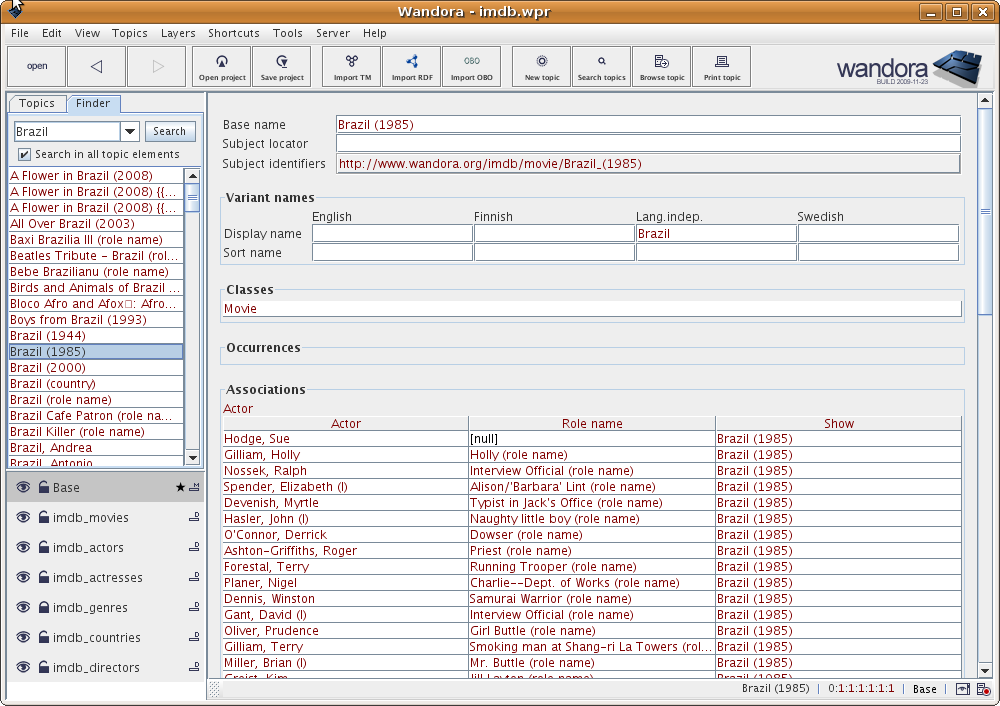 Wandora - imdb.wpr
File Edit View Topics Layers Shortcuts Tools Server Help
open Open project Save project Import TM Import RDF OBO Import OBO New topic Search topics Browse topic Print topic
wandora
BUILD 2009-11-23
Topics Finder
Brazil Search
Search in all topic elements
A Flower in Brazil (2008)
A Flower in Brazil (2008) {{...
A Flower in Brazil (2008) {{...
All Over Brazil (2003)
Baxi Brazilia III (role name)
Beatles Tribute - Brazil (rol...
Bebe Brazilianu (role name)
Birds and Animals of Brazil ...
Bloco Afro and Afox□: Afro...
Boys from Brazil (1993)
Brazil (1944)
Brazil (1985)
Brazil (2000)
Brazil (country)
Brazil (role name)
Brazil Cafe Patron (role na...
Brazil Killer (role name)
Brazil, Andrea
Brazil, Antonio
Base
imdb_movies
imdb_actors
imdb_actresses
imdb_genres
imdb_countries
imdb_directors
Base name Brazil (1985)
Subject locator
Subject identifiers http://www.wandora.org/imdb/movie/Brazil_(1985)
Variant names
English Finnish Lang.indep. Swedish
Display name Brazil
Sort name
Classes
Movie
Occurrences
Associations
Actor
Actor Role name Show
Hodge, Sue [null] Brazil (1985)
Gilliam, Holly Holly (role name) Brazil (1985)
Nossek, Ralph Interview Official (role name) Brazil (1985)
Spender, Elizabeth (I) Alison/'Barbara' Lint (role name) Brazil (1985)
Devenish, Myrtle Typist in Jack's Office (role name) Brazil (1985)
Hasler, John (I) Naughty little boy (role name) Brazil (1985)
O'Connor, Derrick Dowser (role name) Brazil (1985)
Ashton-Griffiths, Roger Priest (role name) Brazil (1985)
Forestal, Terry Running Trooper (role name) Brazil (1985)
Planer, Nigel Charlie--Dept. of Works (role name) Brazil (1985)
Dennis, Winston Samurai Warrior (role name) Brazil (1985)
Gant, David (I) Interview Official (role name) Brazil (1985)
Oliver, Prudence Girl Buttle (role name) Brazil (1985)
Gilliam, Terry Smoking man at Shang-ri La Towers (rol... Brazil (1985)
Miller, Brian (I) Mr. Buttle (role name) Brazil (1985)
Greist, Kim Jill Layton (role name) Brazil (1985)
Brazil (1985) 0:1:1:1:1:1:1 Base